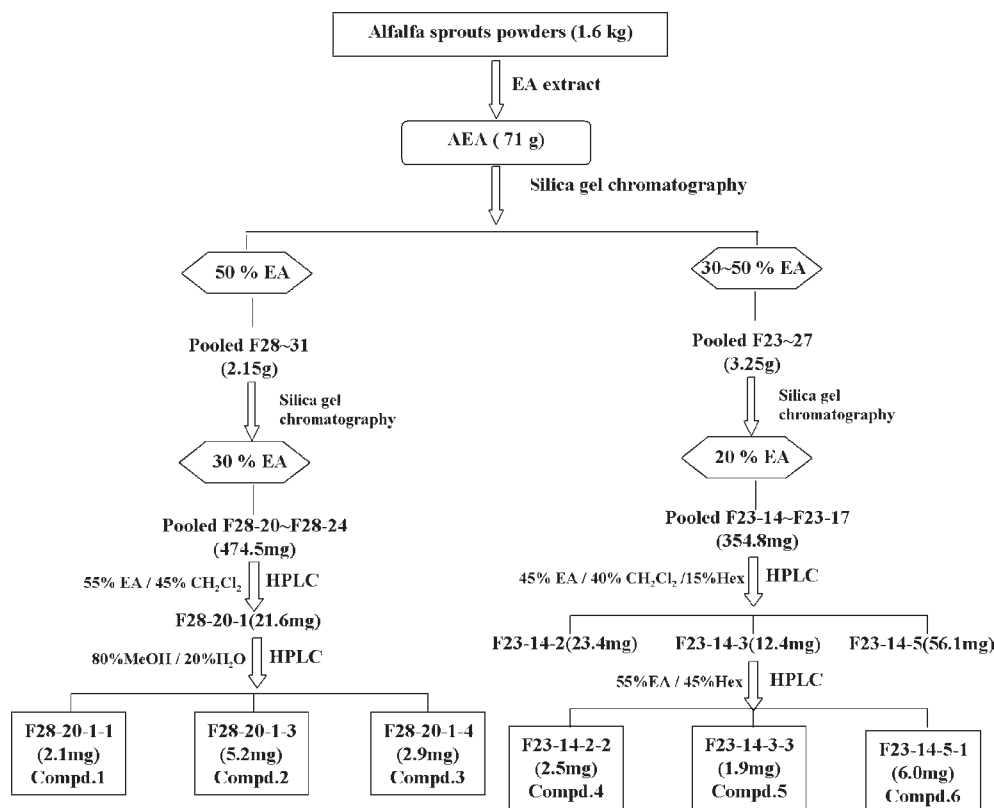 Alfalfa sprouts powders (1.6 kg)
EA extract
AEA ( 71 g)
Silica gel chromatography
50 % EA
30~50 % EA
Pooled F28~31
(2.15g)
Pooled F23~27
(3.25g)
Silica gel
chromatography
Silica gel
chromatography
30 % EA
20 % EA
Pooled F28-20~F28-24
(474.5mg)
Pooled F23-14~F23-17
(354.8mg)
55% EA / 45% CH₂Cl₂
HPLC
45% EA / 40% CH₂Cl₂ /15%Hex
HPLC
F28-20-1(21.6mg)
F23-14-2(23.4mg)
F23-14-3(12.4mg)
F23-14-5(56.1mg)
80%MeOH / 20%H₂O
HPLC
55%EA / 45%Hex
HPLC
F28-20-1-1
(2.1mg)
Compd.1
F28-20-1-3
(5.2mg)
Compd.2
F28-20-1-4
(2.9mg)
Compd.3
F23-14-2-2
(2.5mg)
Compd.4
F23-14-3-3
(1.9mg)
Compd.5
F23-14-5-1
(6.0mg)
Compd.6